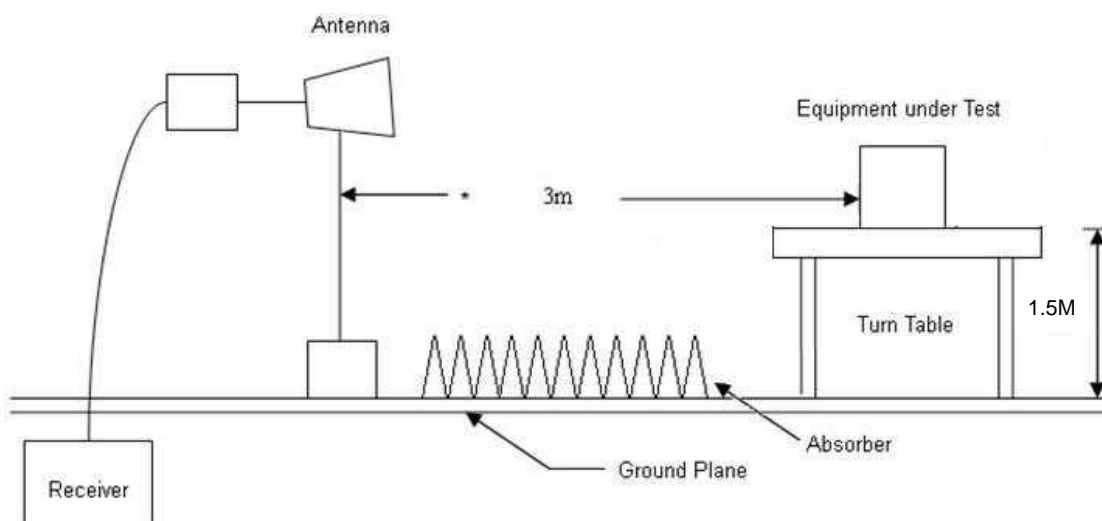 Antenna
Equipment under Test
* 3m
1.5M
Turn Table
Absorber
Ground Plane
Receiver